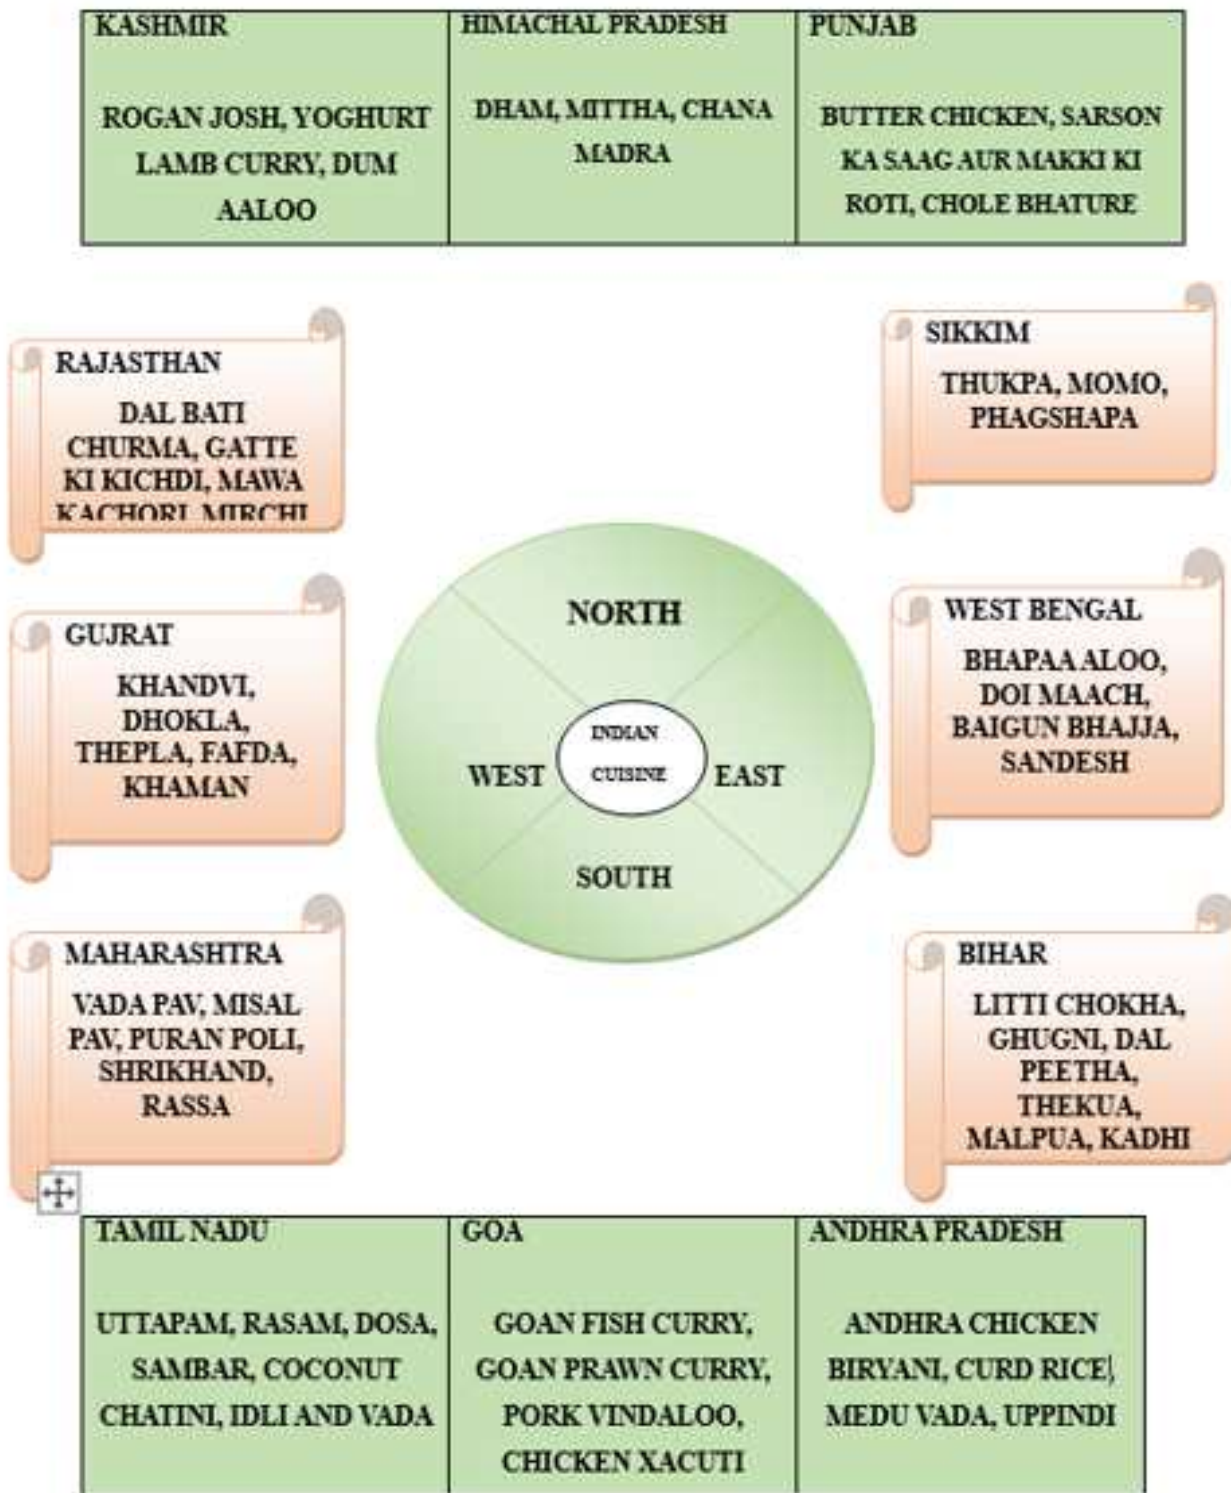 KASHMIR
ROGAN JOSH, YOGHURT
LAMB CURRY, DUM
AALOO
HIMACHAL PRADESH
DHAM, MITTHA, CHANA
MADRA
PUNJAB
BUTTER CHICKEN, SARSON
KA SAAG AUR MAKKI KI
ROTI, CHOLE BHATURE
RAJASTHAN
DAL BATI
CHURMA, GATTE
KI KICHDI, MAWA
KACHORI, MIRCHI
SIKKIM
THUKPA, MOMO,
PHAGSHAPA
GUJRAT
KHANDVI,
DHOKLA,
THEPLA, FAFDA,
KHAMAN
NORTH
INDIAN
CUISINE
WEST
EAST
SOUTH
WEST BENGAL
BHAPAA ALOO,
DOI MAACH,
BAIGUN BHAJJA,
SANDESH
MAHARASHTRA
VADA PAV, MISAL
PAV, PURAN POLI,
SHRIKHAND,
RASSA
BIHAR
LITTI CHOKHA,
GHUGNI, DAL
PEETHA,
THEKUA,
MALPUA, KADHI
TAMIL NADU
UTTAPAM, RASAM, DOSA,
SAMBAR, COCONUT
CHATINI, IDLI AND VADA
GOA
GOAN FISH CURRY,
GOAN PRAWN CURRY,
PORK VINDALOO,
CHICKEN XACUTI
ANDHRA PRADESH
ANDHRA CHICKEN
BIRYANI, CURD RICE,
MEDU VADA, UPPINDI